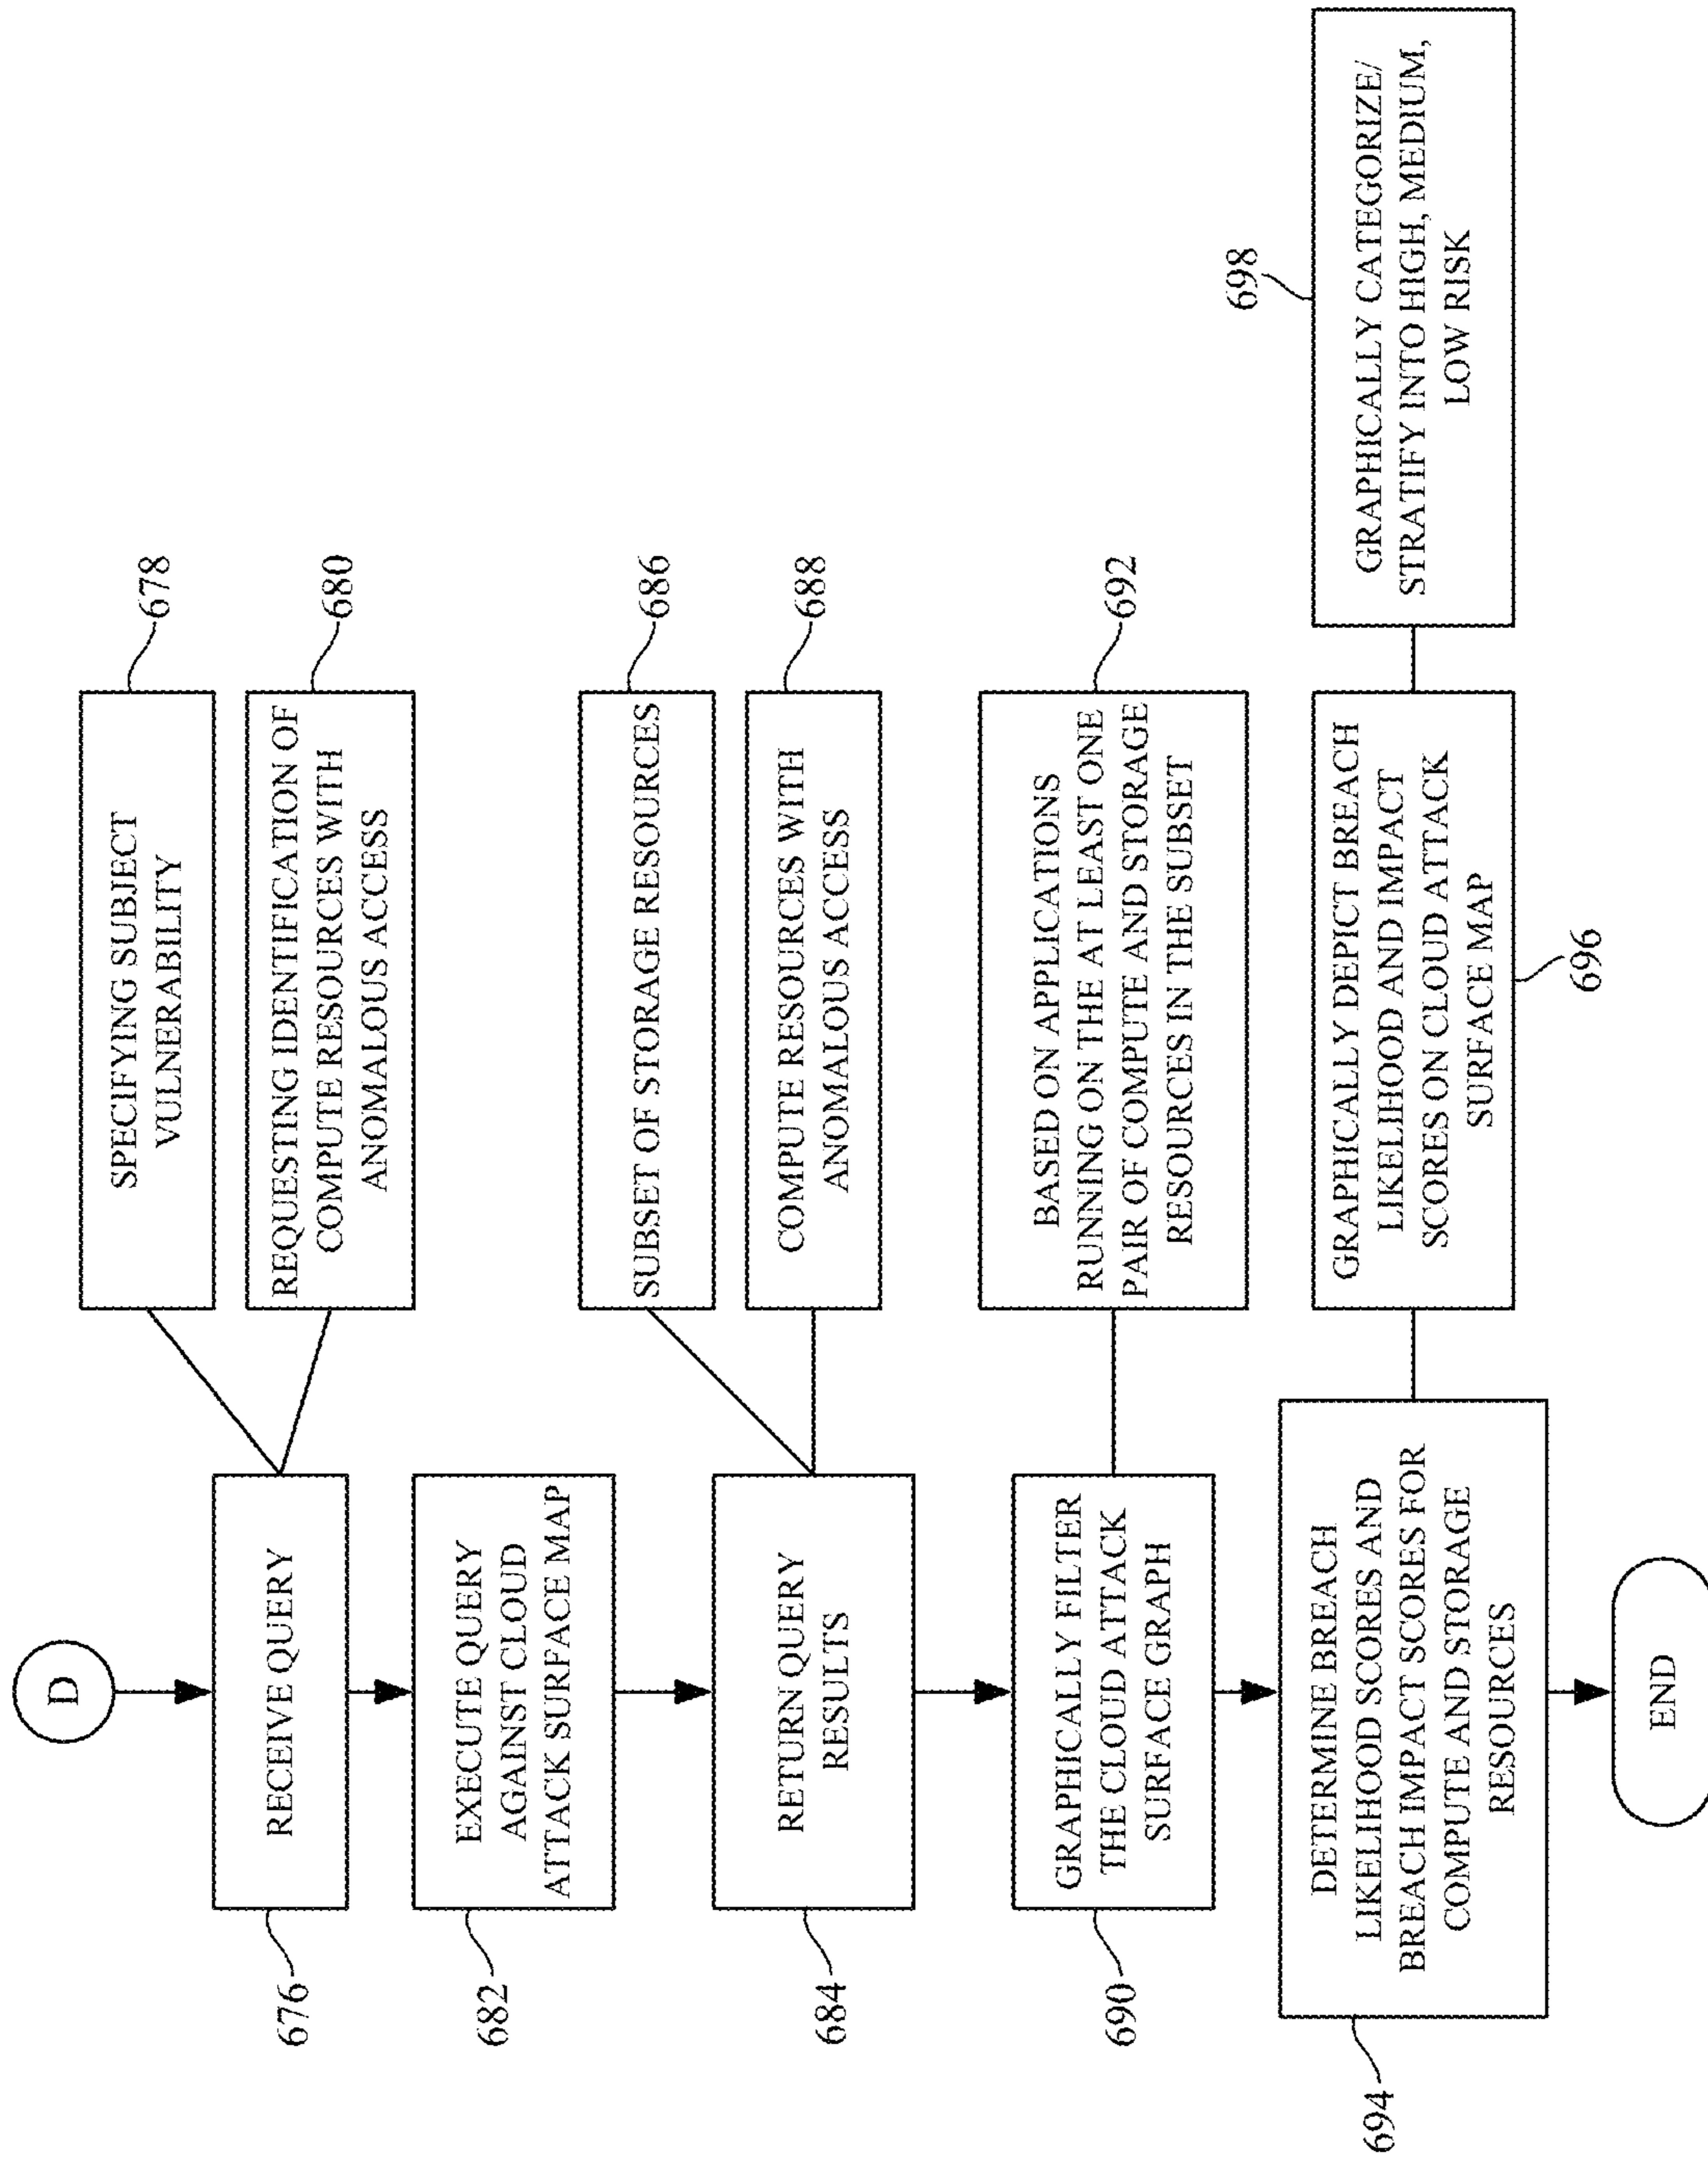 D
RECEIVE QUERY
676
SPECIFYING SUBJECT
VULNERABILITY
678
REQUESTING IDENTIFICATION OF
COMPUTE RESOURCES WITH
ANOMALOUS ACCESS
680
EXECUTE QUERY
AGAINST CLOUD
ATTACK SURFACE MAP
682
RETURN QUERY
RESULTS
684
SUBSET OF STORAGE RESOURCES
686
COMPUTE RESOURCES WITH
ANOMALOUS ACCESS
688
GRAPHICALLY FILTER
THE CLOUD ATTACK
SURFACE GRAPH
690
BASED ON APPLICATIONS
RUNNING ON THE AT LEAST ONE
PAIR OF COMPUTE AND STORAGE
RESOURCES IN THE SUBSET
692
DETERMINE BREACH
LIKELIHOOD SCORES AND
BREACH IMPACT SCORES FOR
COMPUTE AND STORAGE
RESOURCES
694
GRAPHICALLY DEPICT BREACH
LIKELIHOOD AND IMPACT
SCORES ON CLOUD ATTACK
SURFACE MAP
696
GRAPHICALLY CATEGORIZE/
STRATIFY INTO HIGH, MEDIUM,
LOW RISK
698
END